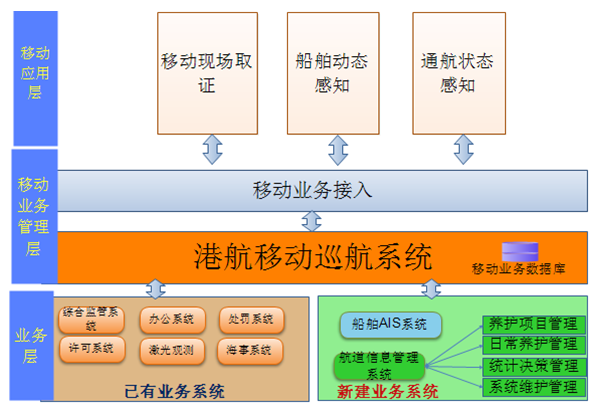 移动
应用
层
移动现场取
证
船舶动态
感知
通航状态
感知
移动
业务
管理
层
移动业务接入
港航移动巡航系统
移动业务数据库
业务
层
综合监管系
统
办公系统
处罚系统
许可系统
激光观测
海事系统
已有业务系统
船舶AIS系统
航道信息管理
系统
养护项目管理
日常养护管理
统计决策管理
系统维护管理
新建业务系统